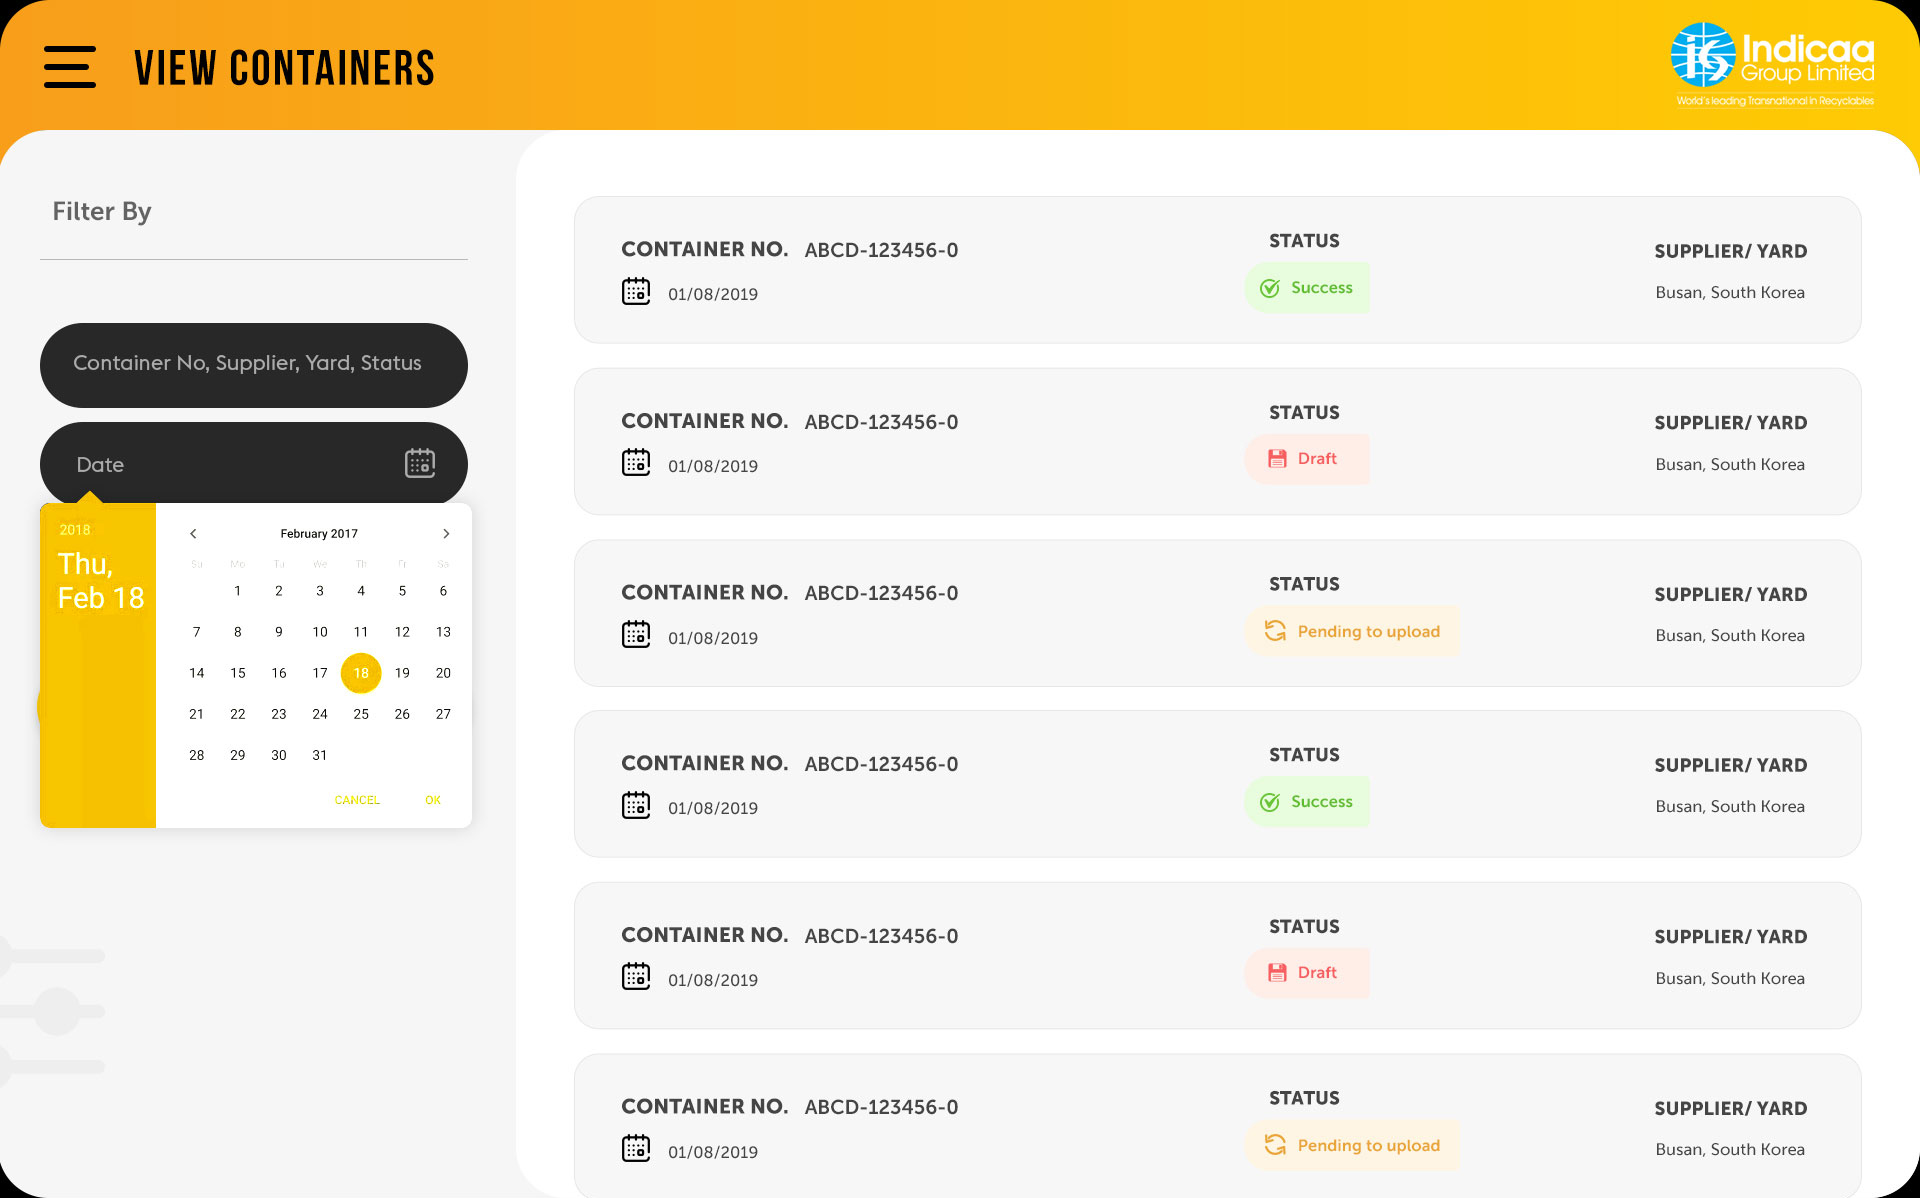 VIEW CONTAINERS
Indicaa
Group Limited
World's leading Transnational in Recyclables
Filter By
Container No, Supplier, Yard, Status
Date
2018
Thu,
Feb 18
February 2017
Su Mo Tu We Th Fr Sa
1 2 3 4 5 6
7 8 9 10 11 12 13
14 15 16 17 18 19 20
21 22 23 24 25 26 27
28 29 30 31
CANCEL OK
CONTAINER NO. ABCD-123456-0
01/08/2019
STATUS
Success
SUPPLIER/ YARD
Busan, South Korea
CONTAINER NO. ABCD-123456-0
01/08/2019
STATUS
Draft
SUPPLIER/ YARD
Busan, South Korea
CONTAINER NO. ABCD-123456-0
01/08/2019
STATUS
Pending to upload
SUPPLIER/ YARD
Busan, South Korea
CONTAINER NO. ABCD-123456-0
01/08/2019
STATUS
Success
SUPPLIER/ YARD
Busan, South Korea
CONTAINER NO. ABCD-123456-0
01/08/2019
STATUS
Draft
SUPPLIER/ YARD
Busan, South Korea
CONTAINER NO. ABCD-123456-0
01/08/2019
STATUS
Pending to upload
SUPPLIER/ YARD
Busan, South Korea